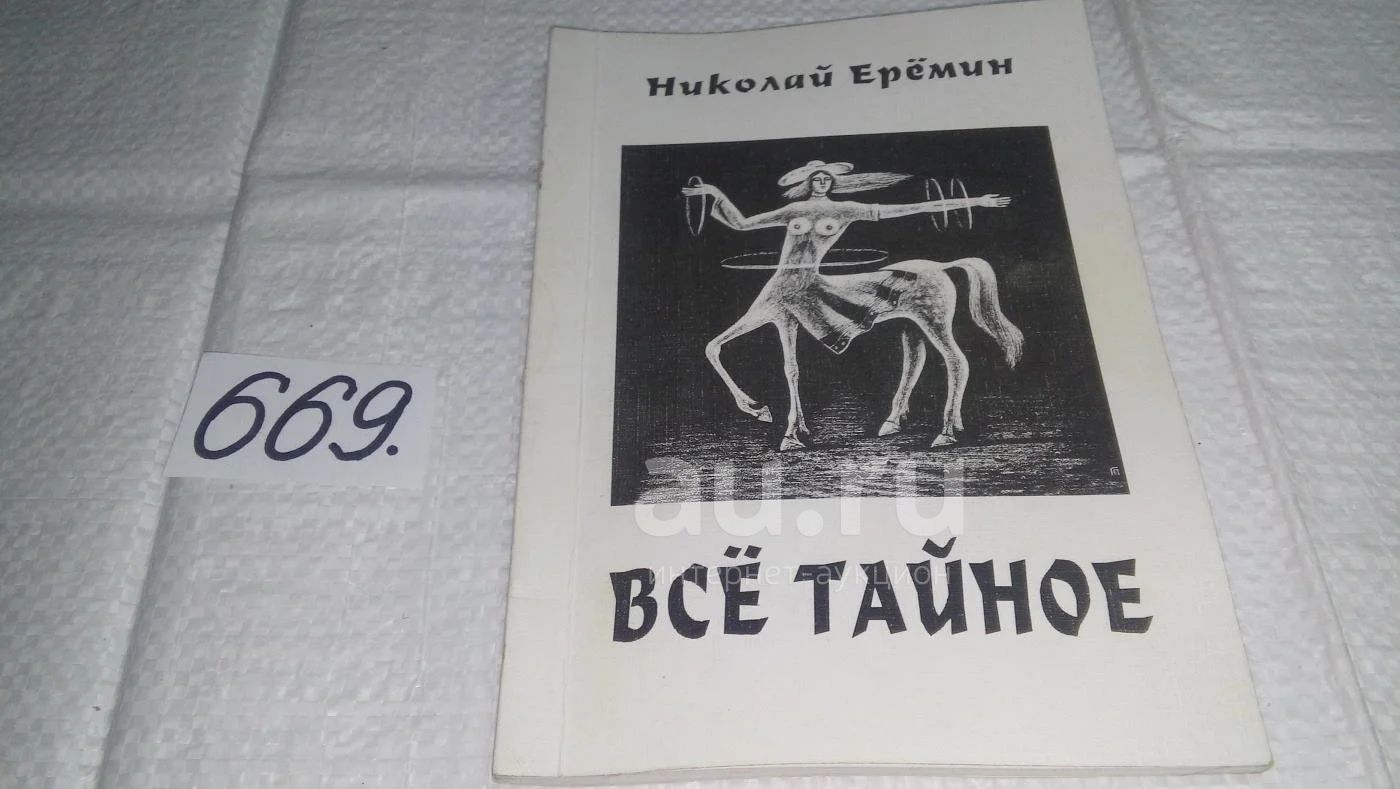 Николай Ерёмин
669.
au.ru
интернет-аукцион
ВСЁ ТАЙНОЕ